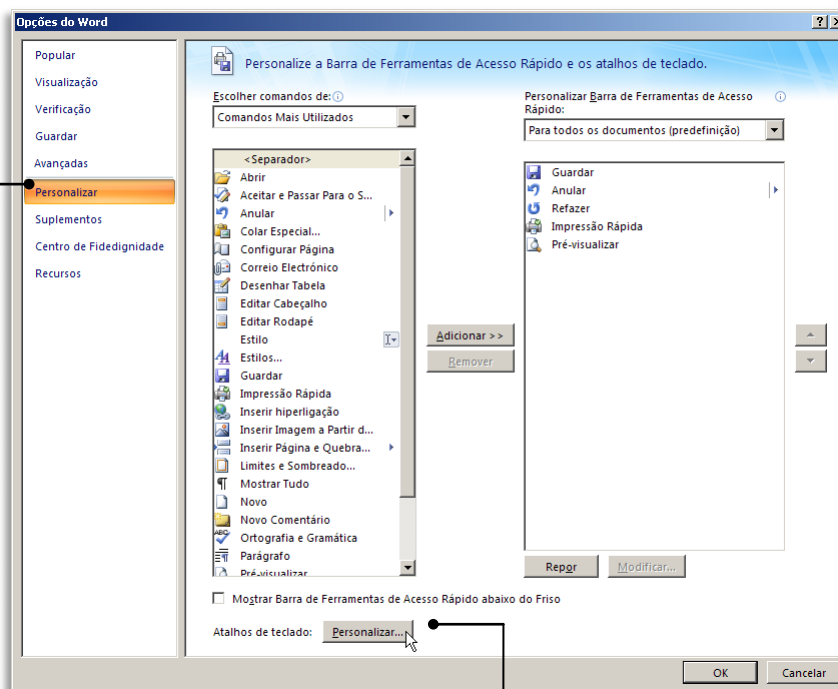 Opções do Word
Popular
Visualização
Verificação
Guardar
Avançadas
Personalizar
Suplementos
Centro de Fidedignidade
Recursos
Personalize a Barra de Ferramentas de Acesso Rápido e os atalhos de teclado.
Escolher comandos de:
Comandos Mais Utilizados
<Separador>
Abrir
Aceitar e Passar Para o S...
Anular
Colar Especial...
Configurar Página
Correio Electrónico
Desenhar Tabela
Editar Cabeçalho
Editar Rodapé
Estilo
Estilos...
Guardar
Impressão Rápida
Inserir hiperligação
Inserir Imagem a Partir d...
Inserir Página e Quebra...
Limites e Sombreado...
Mostrar Tudo
Novo
Novo Comentário
Ortografia e Gramática
Parágrafo
Pré-visualizar
Adicionar >>
Remover
Personalizar Barra de Ferramentas de Acesso
Rápido:
Para todos os documentos (predefinição)
Guardar
Anular
Refazer
Impressão Rápida
Pré-visualizar
Repor
Modificar...
Mostrar Barra de Ferramentas de Acesso Rápido abaixo do Friso
Atalhos de teclado: Personalizar...
OK
Cancelar